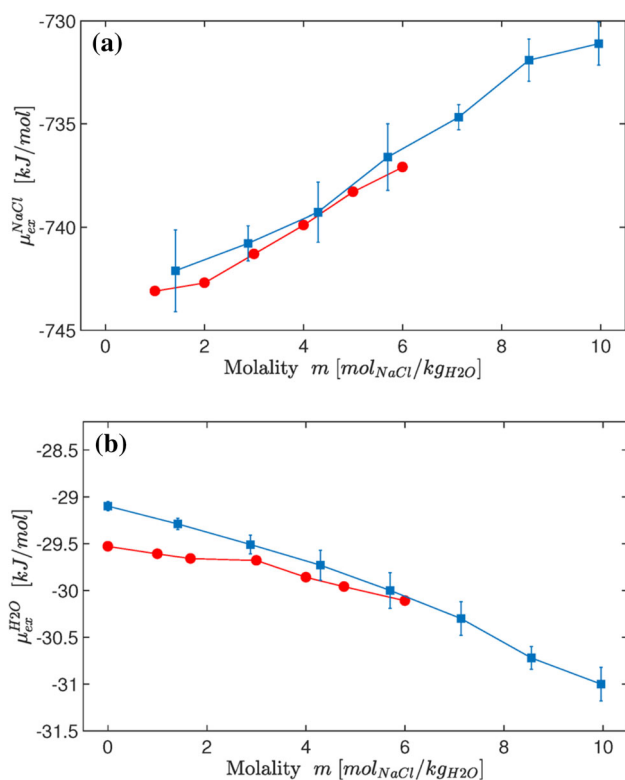 (a)
-730
-735
-740
-745
μ_ex^NaCl [kJ/mol]
0 2 4 6 8 10
Molality m [mol_NaCl/kg_H2O]
(b)
-28.5
-29
-29.5
-30
-30.5
-31
-31.5
μ_ex^H2O [kJ/mol]
0 2 4 6 8 10
Molality m [mol_NaCl/kg_H2O]